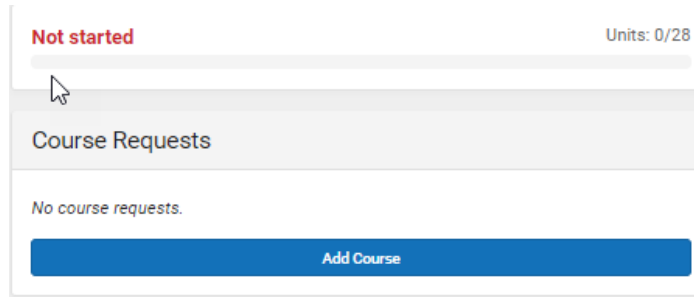 Not started
Units: 0/28
Course Requests
No course requests.
Add Course